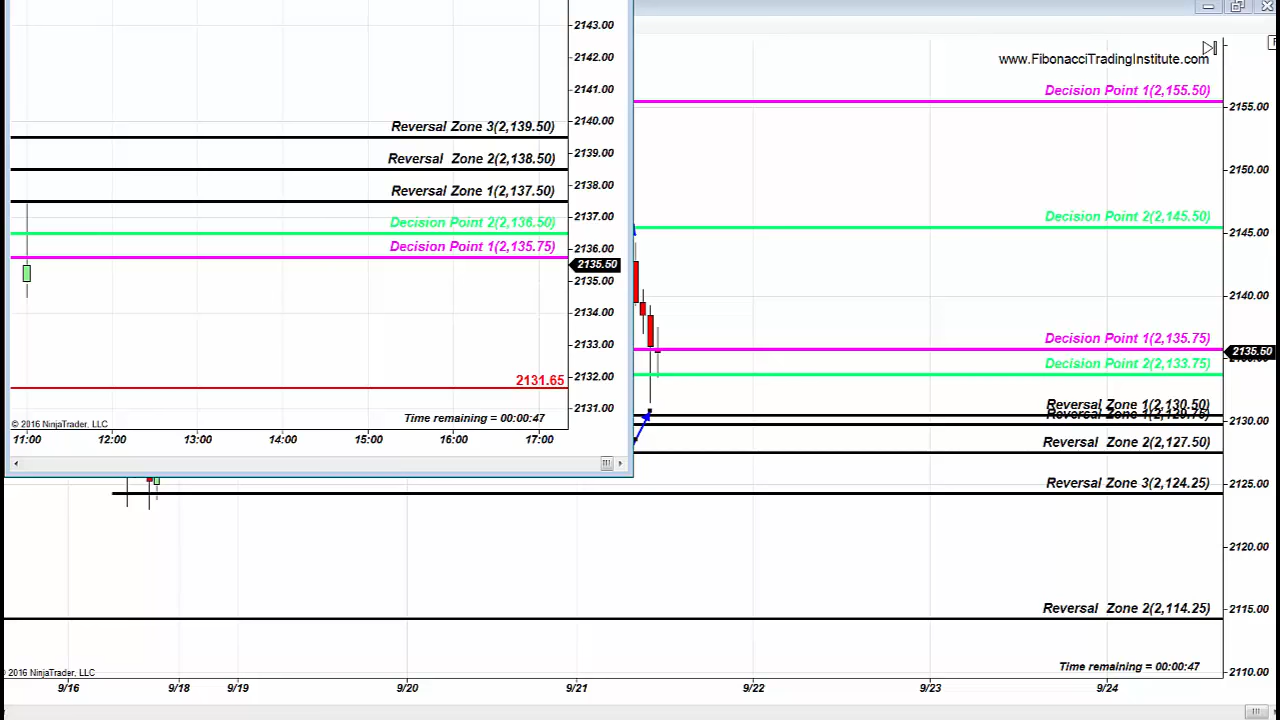 2143.00
2142.00
2141.00
2140.00
2139.00
2138.00
2137.00
2136.00
2135.50
2135.00
2134.00
2133.00
2132.00
2131.00
Reversal Zone 3(2,139.50)
Reversal Zone 2(2,138.50)
Reversal Zone 1(2,137.50)
Decision Point 2(2,136.50)
Decision Point 1(2,135.75)
2131.65
Time remaining = 00:00:47
© 2016 NinjaTrader, LLC
11:00 12:00 13:00 14:00 15:00 16:00 17:00
www.FibonacciTradingInstitute.com
Decision Point 1(2,155.50)
Decision Point 2(2,145.50)
Decision Point 1(2,135.75)
Decision Point 2(2,133.75)
Reversal Zone 1(2,130.50)
Reversal Zone 1(2,129.75)
Reversal Zone 2(2,127.50)
Reversal Zone 3(2,124.25)
Reversal Zone 2(2,114.25)
2155.00
2150.00
2145.00
2140.00
2135.50
2130.00
2125.00
2120.00
2115.00
2110.00
Time remaining = 00:00:47
© 2016 NinjaTrader, LLC
9/16 9/18 9/19 9/20 9/21 9/22 9/23 9/24